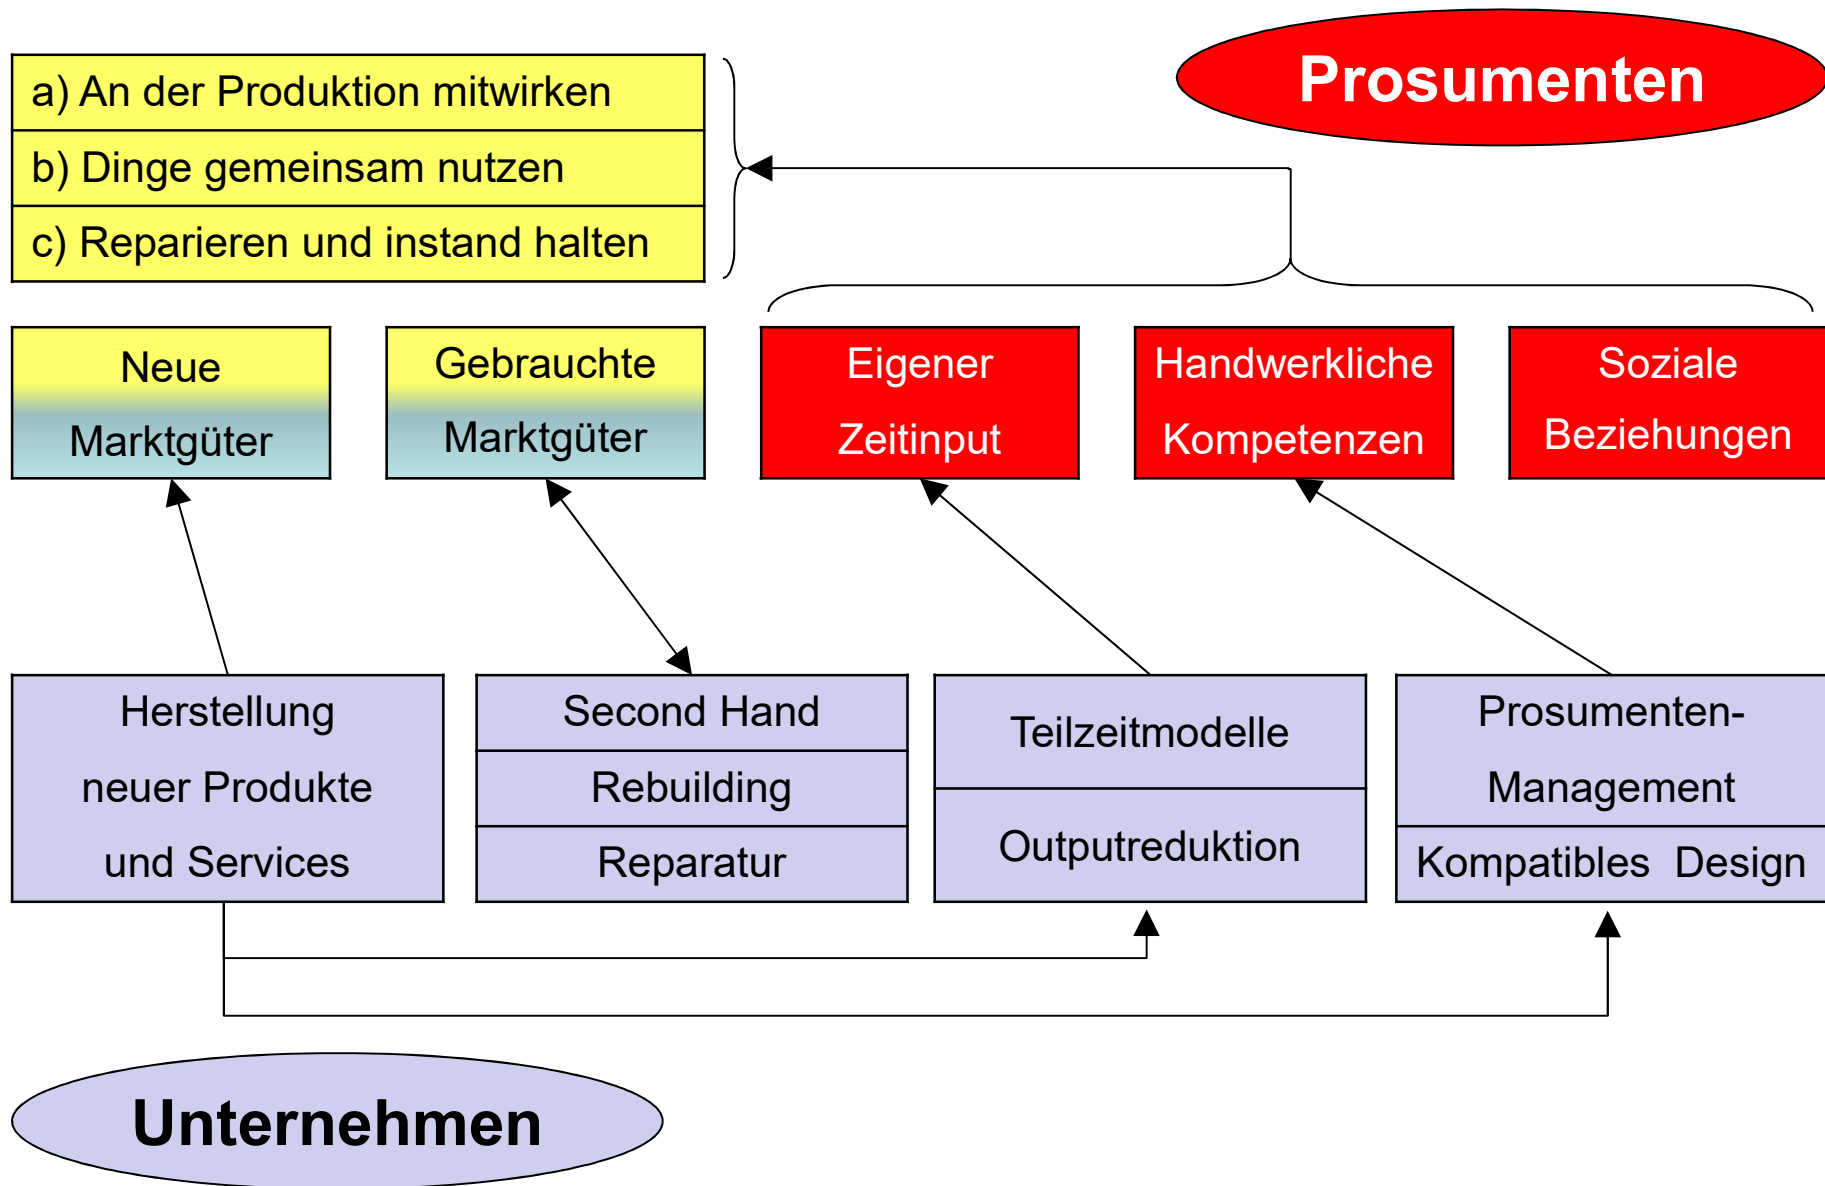 Prosumenten
a) An der Produktion mitwirken
b) Dinge gemeinsam nutzen
c) Reparieren und instand halten
Neue
Marktgüter
Gebrauchte
Marktgüter
Eigener
Zeitinput
Handwerkliche
Kompetenzen
Soziale
Beziehungen
Herstellung
neuer Produkte
und Services
Second Hand
Rebuilding
Reparatur
Teilzeitmodelle
Outputreduktion
Prosumenten-
Management
Kompatibles Design
Unternehmen